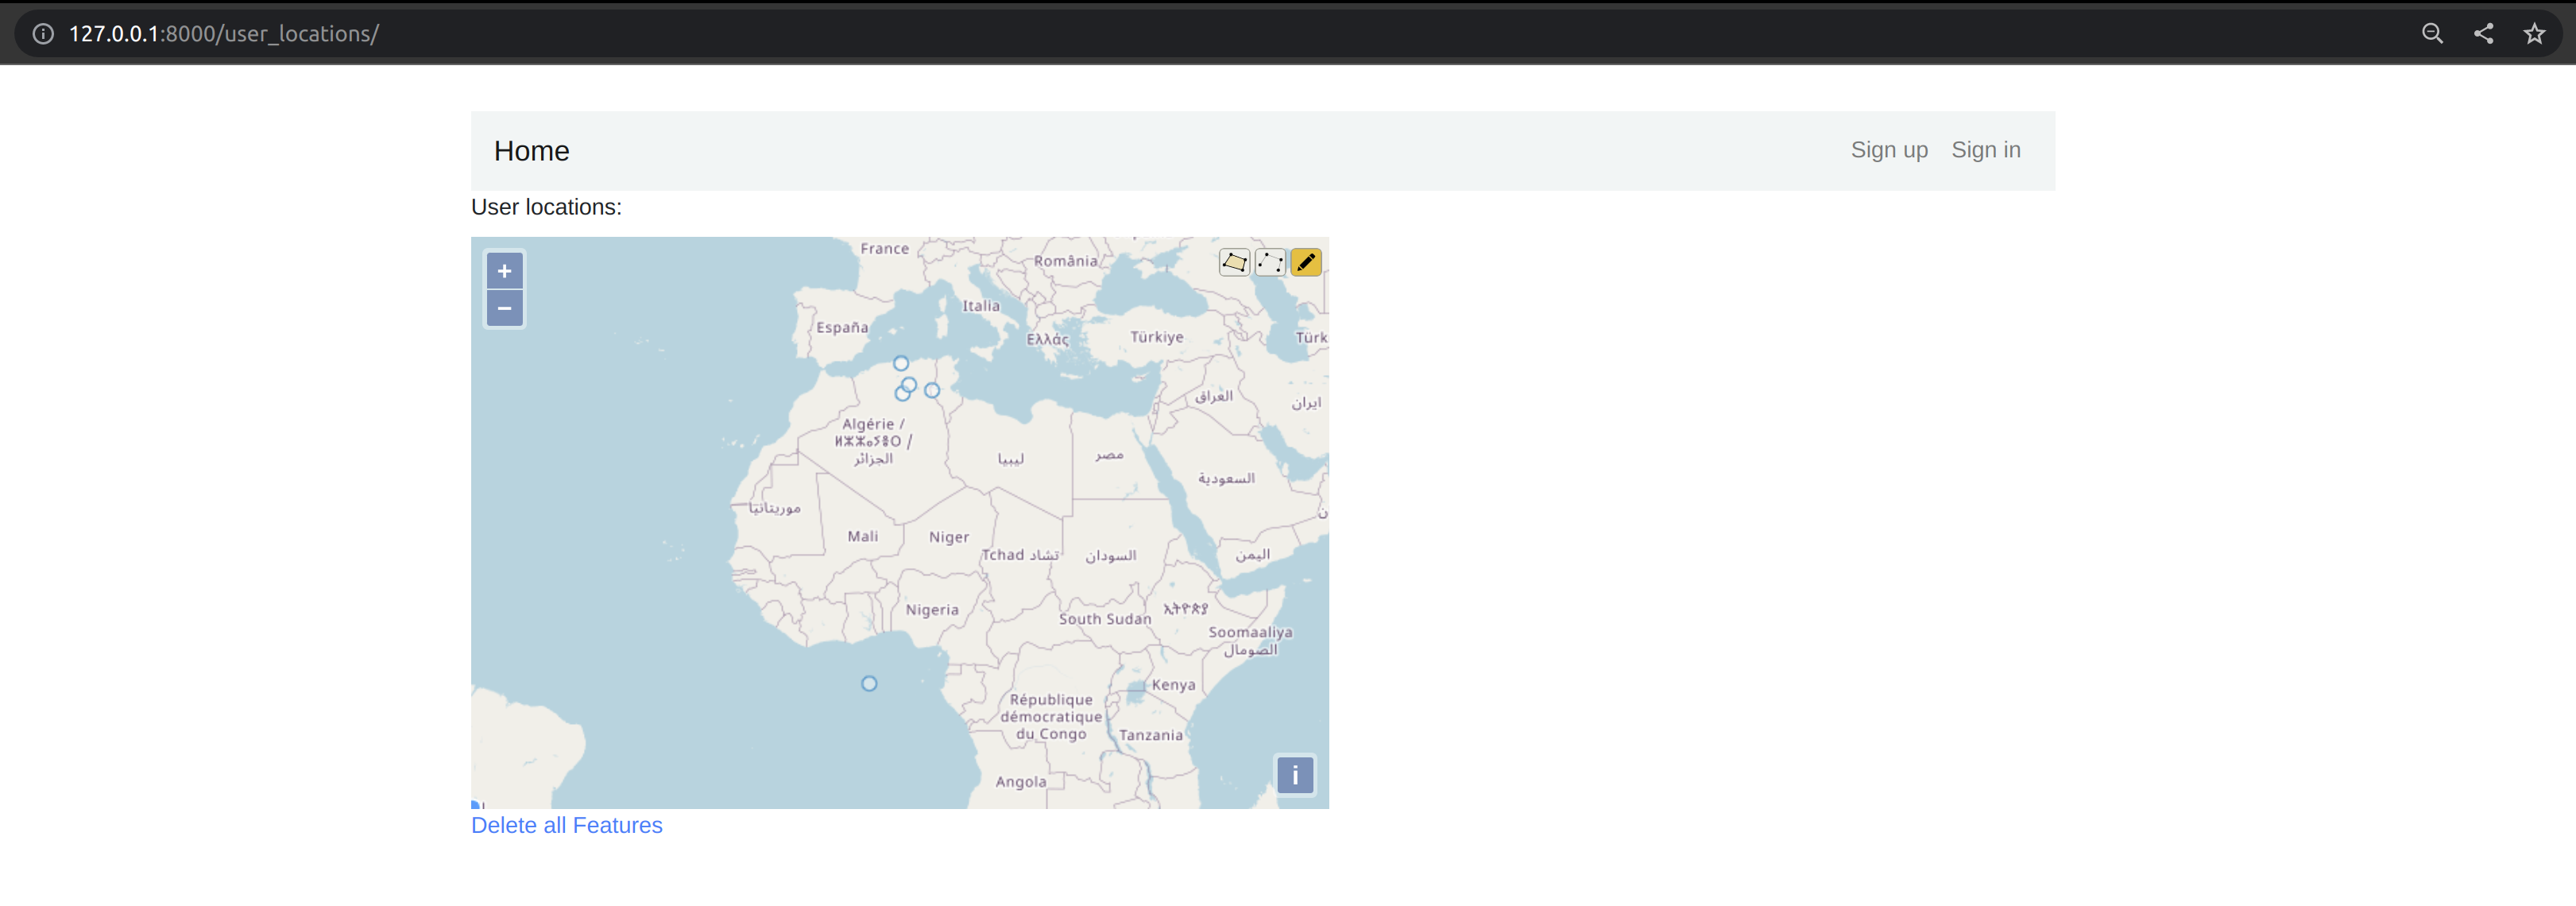 127.0.0.1:8000/user_locations/
Home
Sign up
Sign in
User locations:
+
−
France
România
Italia
España
Ελλάς
Türkiye
Türk
العراق
ایران
Algérie /
ⵍⵣⵣⴰⵢⴻⵔ /
الجزائر
ليبيا
مصر
السعودية
موريتانيا
Mali
Niger
Tchad تشاد
السودان
اليمن
Nigeria
South Sudan
ኢትዮጵያ
Soomaaliya
الصومال
Kenya
République
démocratique
du Congo
Tanzania
Angola
i
Delete all Features